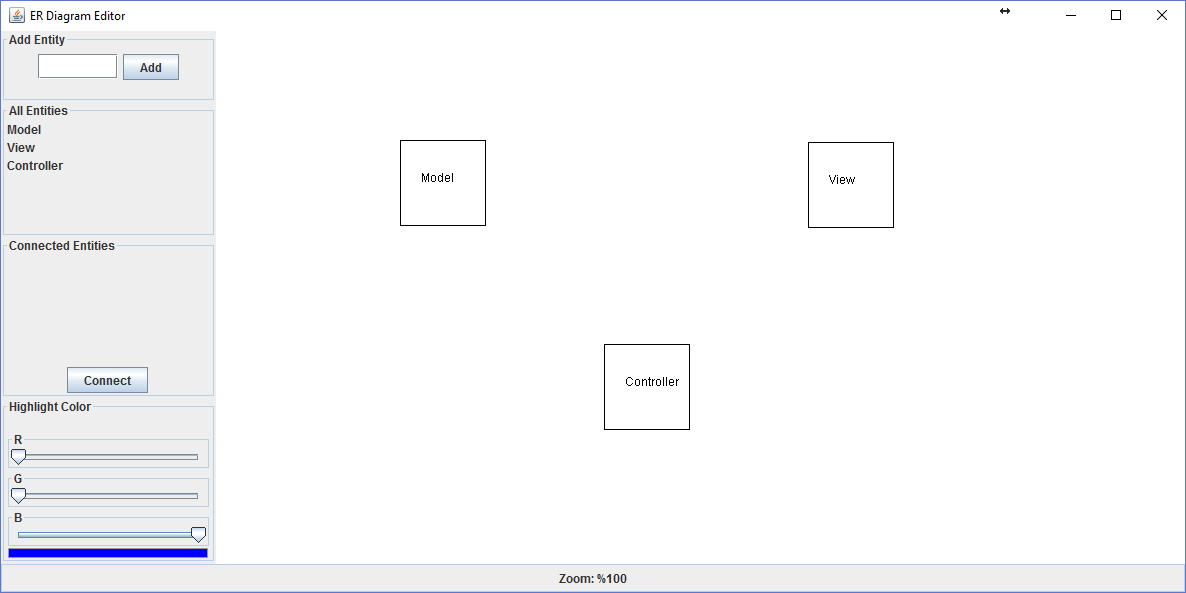 ER Diagram Editor
Add Entity
Add
All Entities
Model
View
Controller
Connected Entities
Connect
Highlight Color
R
G
B
Model
View
Controller
Zoom: %100